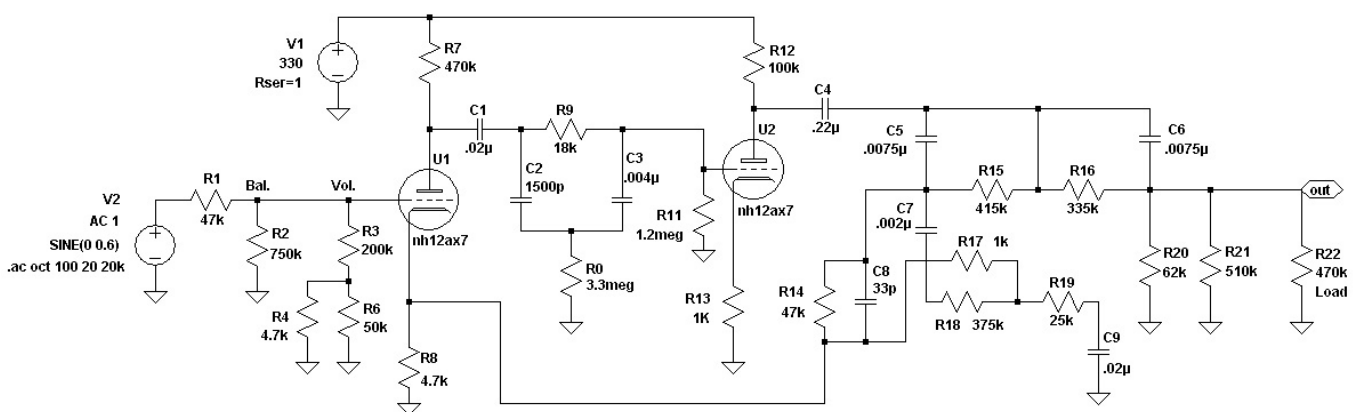 V1
330
Rser=1
R7
470k
R12
100k
C1
.02µ
R9
18k
C4
.22µ
U1
U2
C2
1500p
C3
.004µ
C5
.0075µ
C6
.0075µ
V2
AC 1
SINE(0 0.6)
.ac oct 100 20 20k
R1
47k
Bal.
Vol.
nh12ax7
nh12ax7
R11
1.2meg
R15
415k
R16
335k
out
R2
750k
R3
200k
C7
.002µ
R17 1k
R0
3.3meg
R4
4.7k
R6
50k
R13
1K
R14
47k
C8
33p
R18 375k
R19
25k
R20
62k
R21
510k
R22
470k
Load
R8
4.7k
C9
.02µ